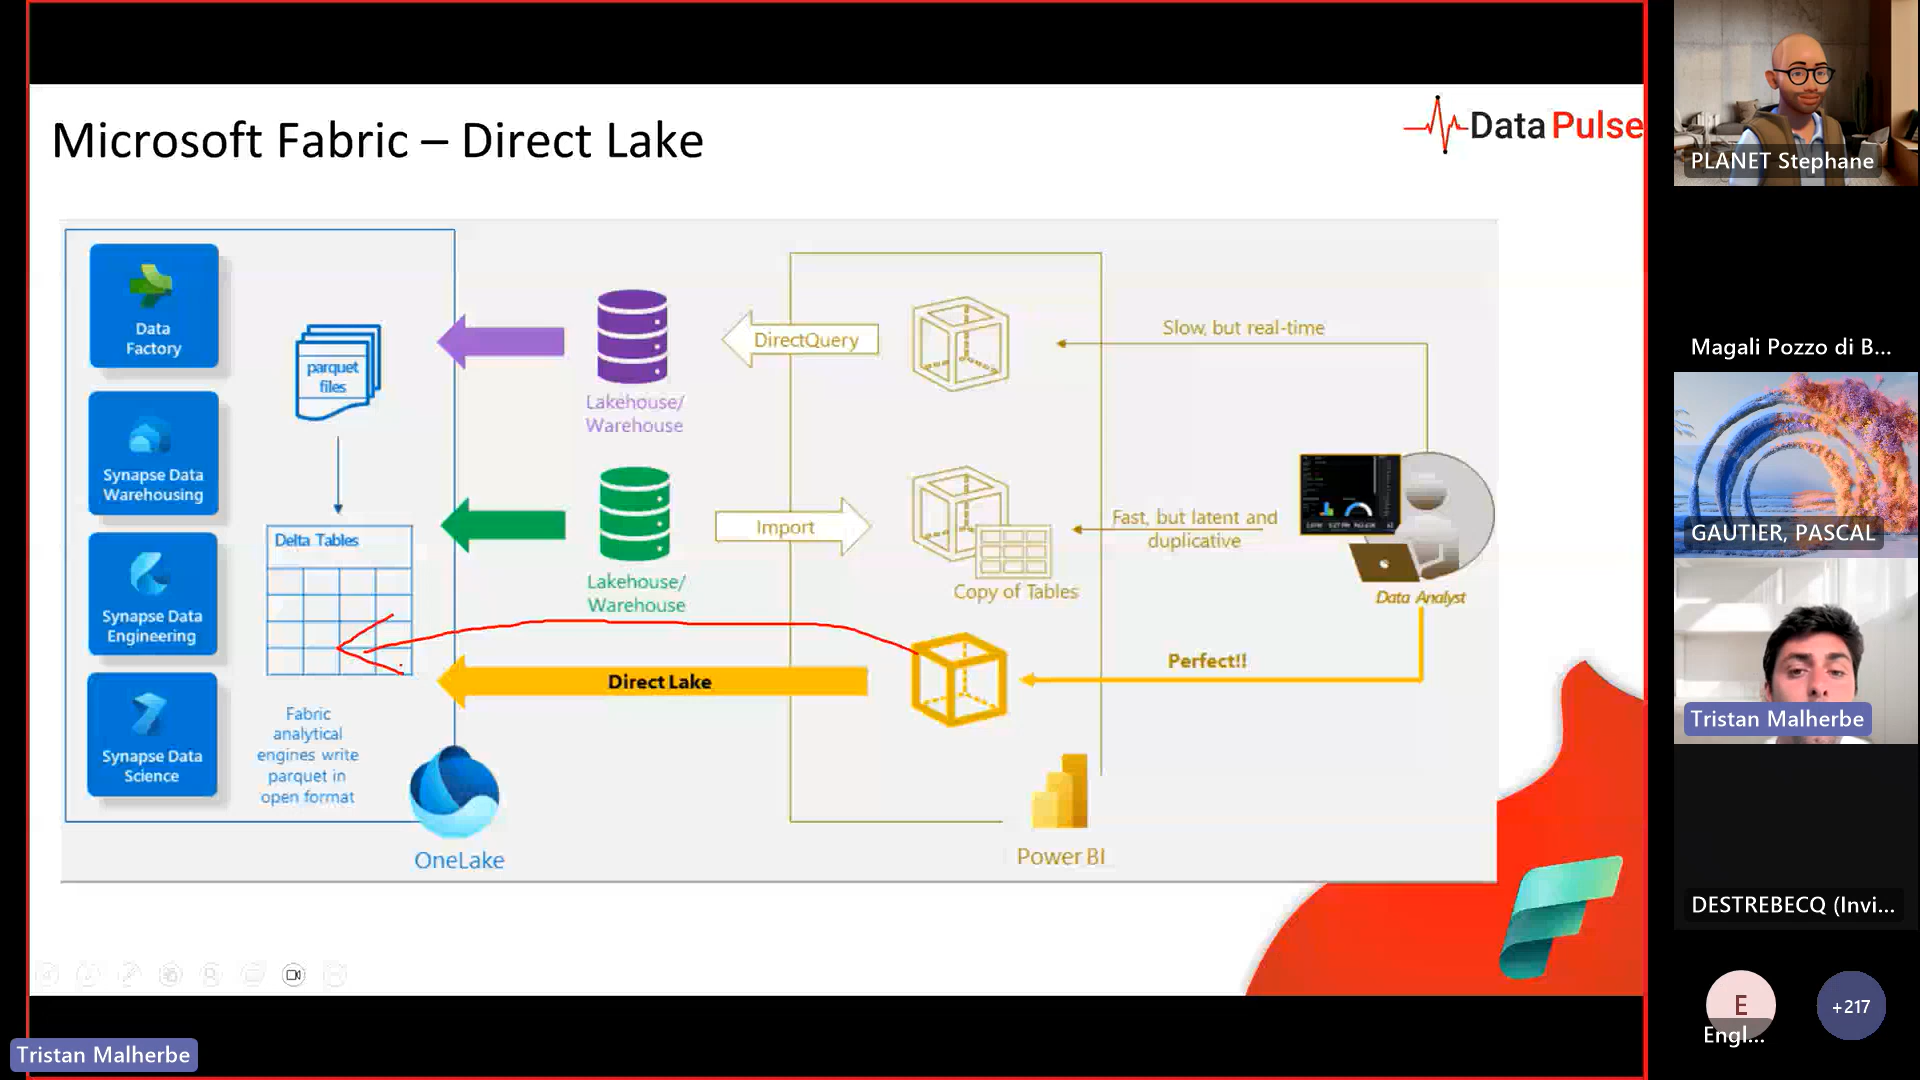 Microsoft Fabric – Direct Lake
Data Pulse
Data
Factory
Synapse Data
Warehousing
Synapse Data
Engineering
Synapse Data
Science
parquet
files
Delta Tables
Fabric
analytical
engines write
parquet in
open format
OneLake
Lakehouse/
Warehouse
Lakehouse/
Warehouse
DirectQuery
Import
Direct Lake
Copy of Tables
Power BI
Slow, but real-time
Fast, but latent and
duplicative
Perfect!!
Data Analyst
Tristan Malherbe
PLANET Stephane
Magali Pozzo di B...
GAUTIER, PASCAL
Tristan Malherbe
DESTREBECQ (Invi...
E
Engl...
+217